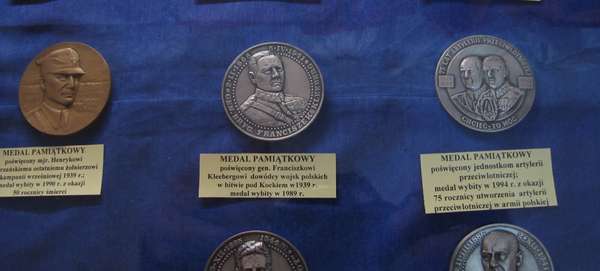 MEDAL PAMIĄTKOWY
poświęcony mjr. Henrykowi
ostatniemu żołnierzowi
kampanii wrześniowej 1939 r.;
medal wybity w 1990 r. z okazji
50 rocznicy śmierci
MEDAL PAMIĄTKOWY
poświęcony gen. Franciszkowi
Kleebergowi dowódcy wojsk polskich
w bitwie pod Kockiem w1939 r.
medal wybity w 1989 r.
MEDAL PAMIĄTKOWY
poświęcony jednostkom artylerii
przeciwlotniczej;
medal wybity w 1994 r. z okazji
75 rocznicy utworzenia artylerii
przeciwlotniczej w armii polskiej